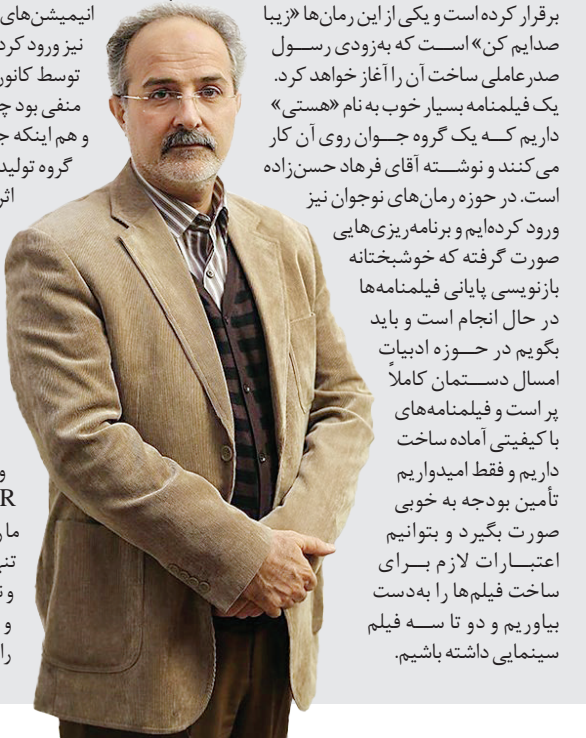 برقرار کرده است و یکی از این رمان‌ها «زیبا
صدایم کن» است که به‌زودی رسول
صدرعاملی ساخت آن را آغاز خواهد کرد.
یک فیلمنامه بسیار خوب به نام «هستی»
داریم که یک گروه جوان روی آن کار
می‌کنند و نوشته آقای فرهاد حسن‌زاده
است. در حوزه رمان‌های نوجوان نیز
ورود کرده‌ایم و برنامه‌ریزی‌هایی
صورت گرفته که خوشبختانه
بازنویسی پایانی فیلمنامه‌ها
در حال انجام است و باید
بگویم در حوزه ادبیات
امسال دستمان کاملاً
پر است و فیلمنامه‌های
با کیفیتی آماده ساخت
داریم و فقط امیدواریم
تأمین بودجه به خوبی
صورت بگیرد و بتوانیم
اعتبارات لازم برای
ساخت فیلم‌ها را به‌دست
بیاوریم و دو تا سه فیلم
سینمایی داشته باشیم.
انیمیشن‌های
نیز ورود کرد
توسط کانون
منفی بود
و هم اینکه
گروه تولید
و
R
و
را